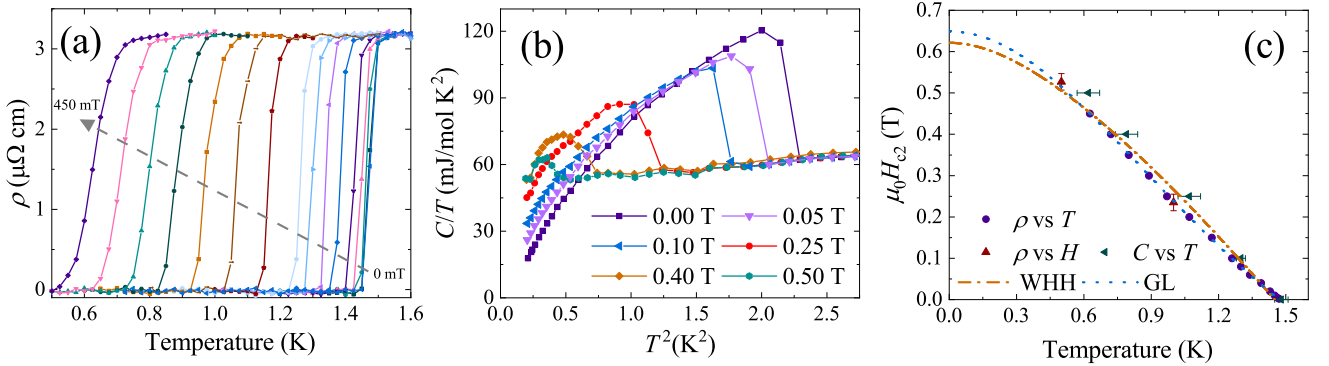 (a)
450 mT
0 mT
ρ (μΩ cm)
3
2
1
0
0.6 0.8 1.0 1.2 1.4 1.6
Temperature (K)
(b)
C/T (mJ/mol K²)
120
90
60
30
0
0.00 T 0.05 T
0.10 T 0.25 T
0.40 T 0.50 T
0.0 0.5 1.0 1.5 2.0 2.5
T²(K²)
(c)
μ₀H_c2 (T)
0.7
0.6
0.5
0.4
0.3
0.2
0.1
0.0
ρ vs T
ρ vs H C vs T
WHH GL
0.0 0.3 0.6 0.9 1.2 1.5
Temperature (K)